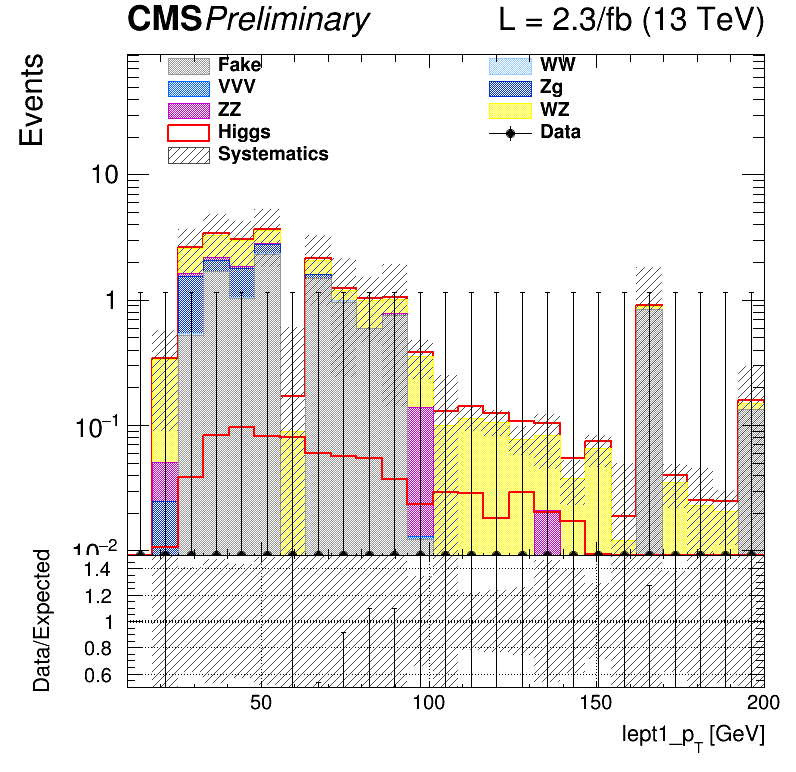 CMS Preliminary L = 2.3/fb (13 TeV)
Events
Fake WW
VVV Zg
ZZ WZ
Higgs Data
Systematics
10
1
10⁻¹
10⁻²
Data/Expected
1.4
1.2
1
0.8
0.6
50 100 150 200
lept1_p_T [GeV]